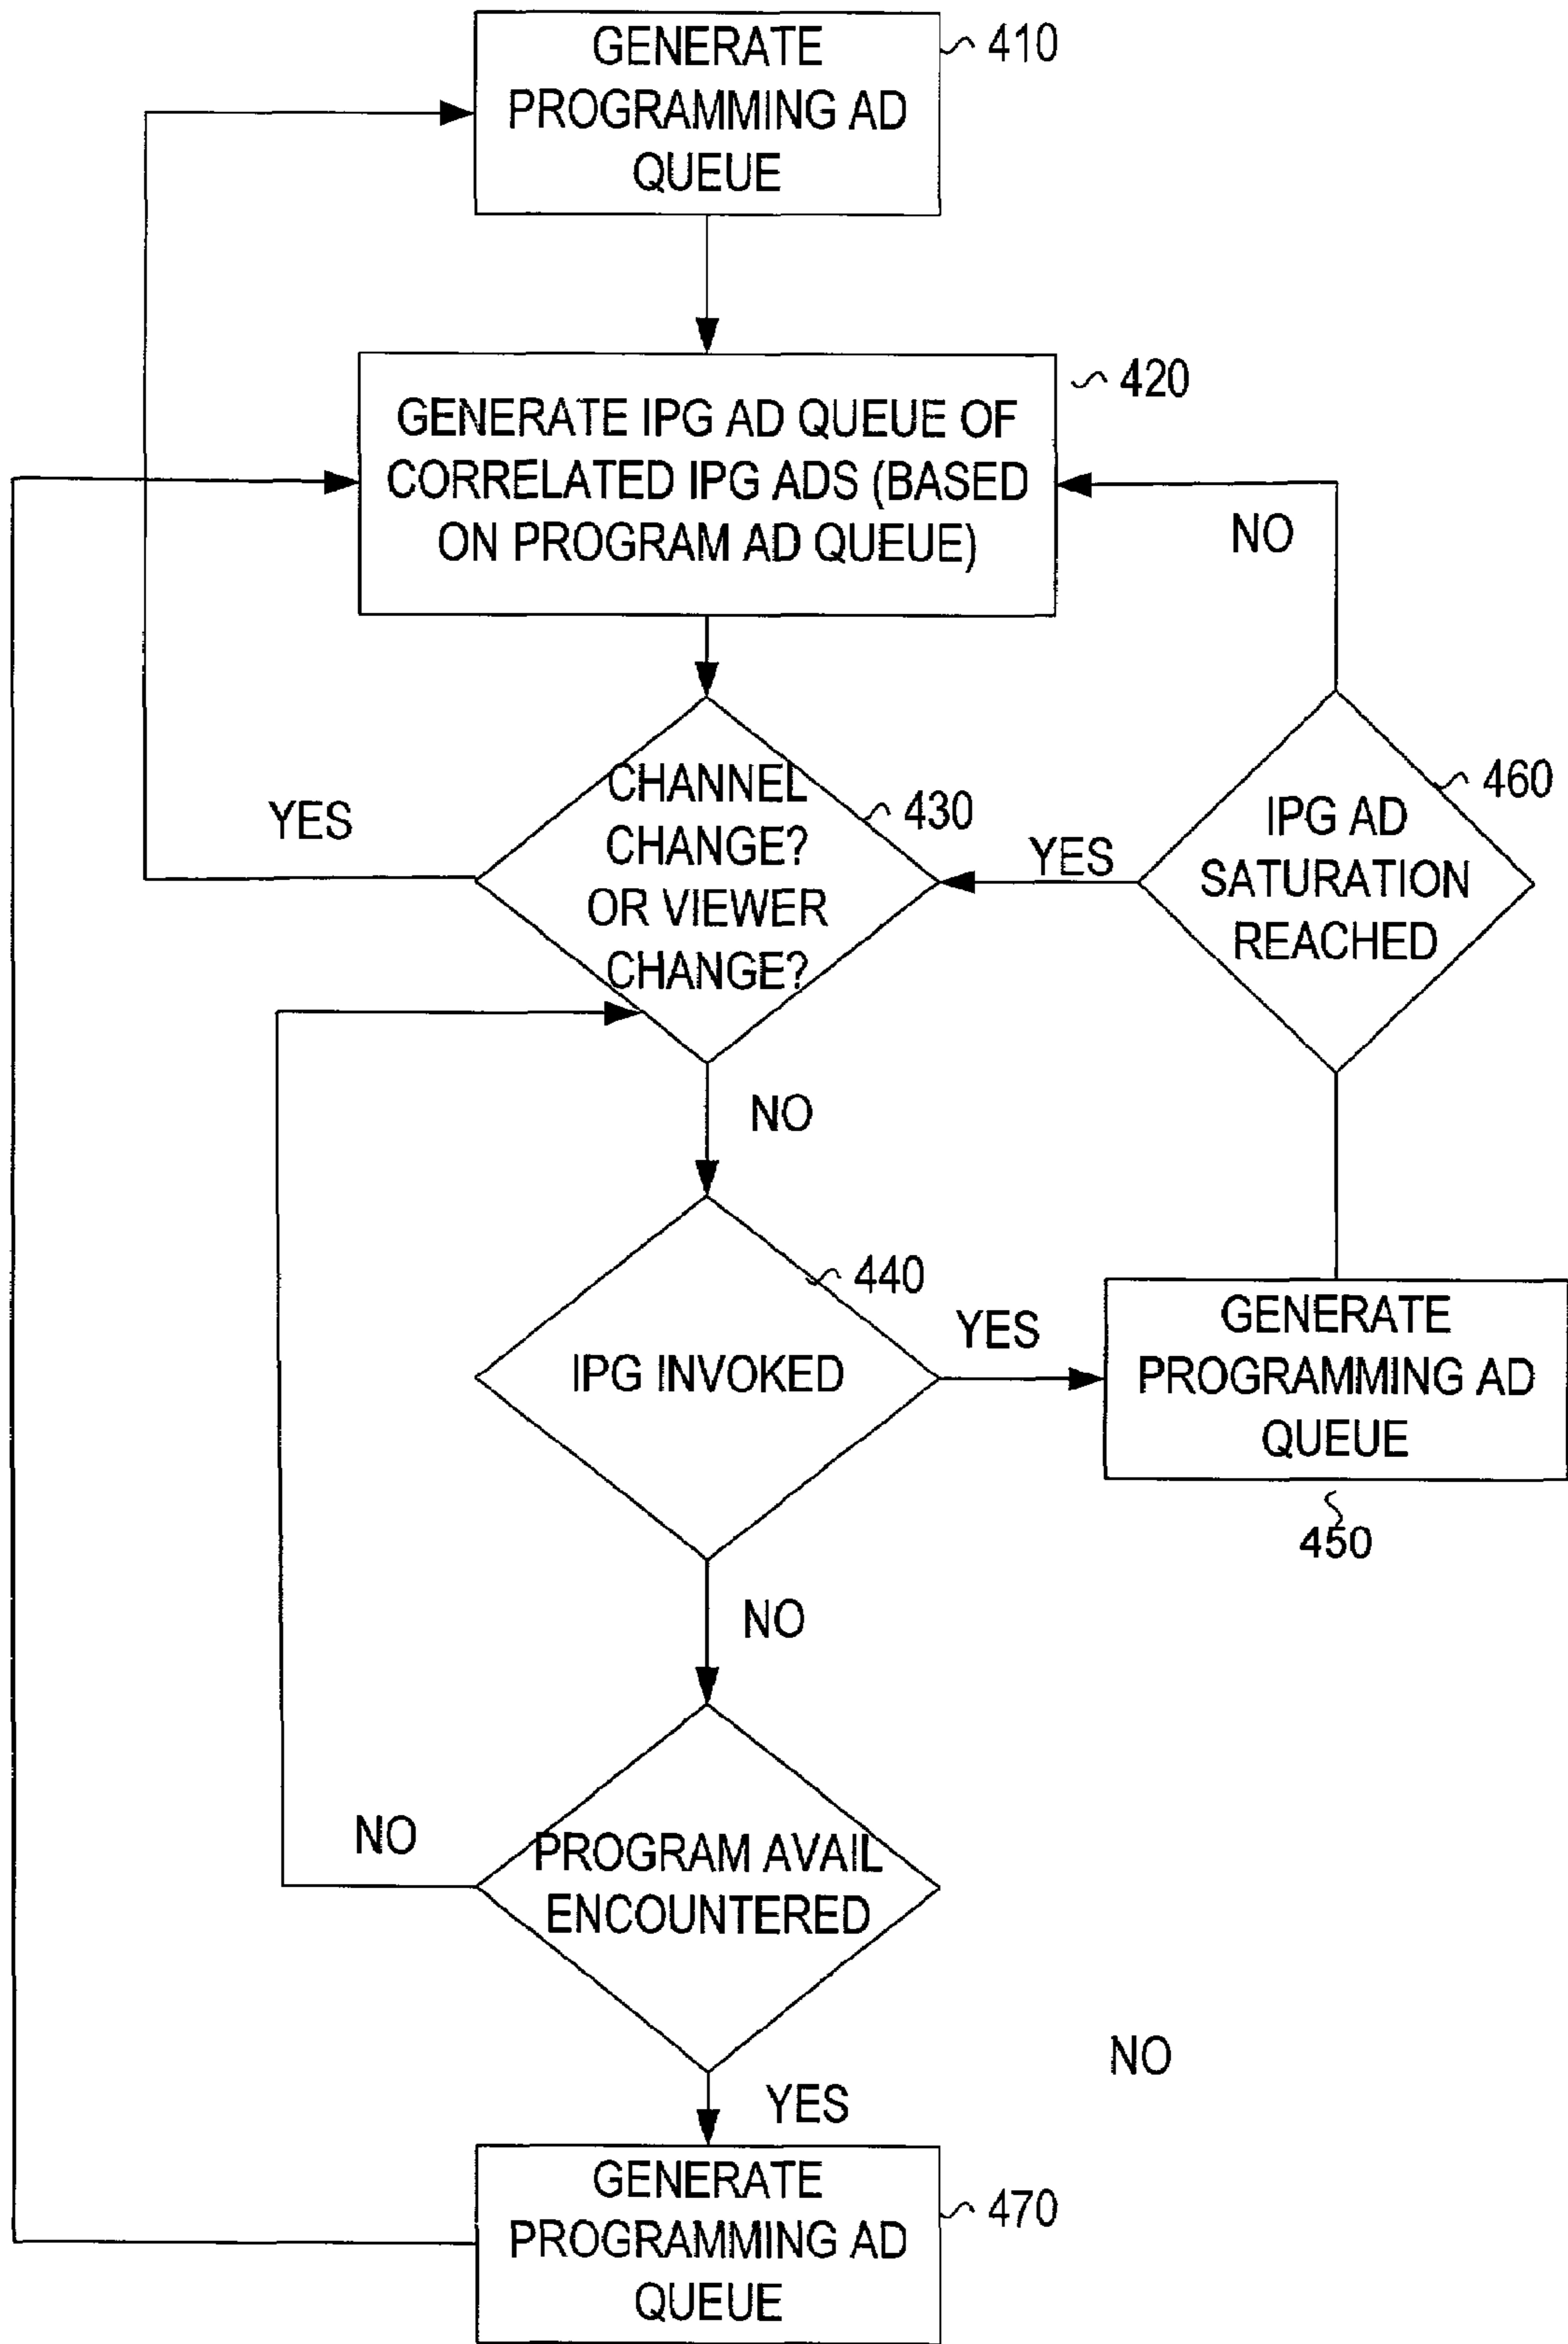 GENERATE
PROGRAMMING AD
QUEUE
410
GENERATE IPG AD QUEUE OF
CORRELATED IPG ADS (BASED
ON PROGRAM AD QUEUE)
420
NO
CHANNEL
CHANGE?
OR VIEWER
CHANGE?
430
YES
YES
IPG AD
SATURATION
REACHED
460
NO
IPG INVOKED
440
YES
GENERATE
PROGRAMMING AD
QUEUE
450
NO
PROGRAM AVAIL
ENCOUNTERED
NO
NO
YES
GENERATE
PROGRAMMING AD
QUEUE
470